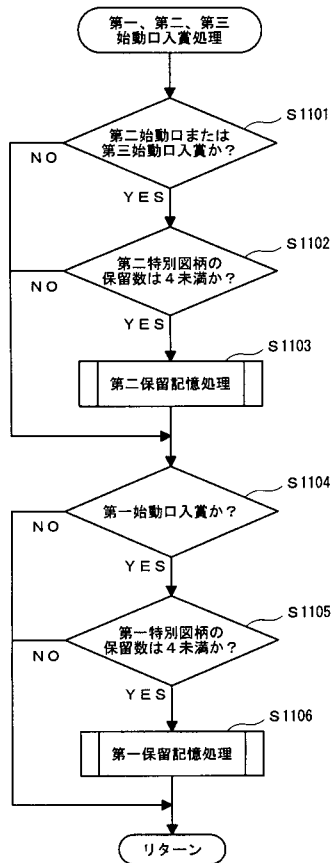 第一、第二、第三
始動口入賞処理
S1101
第二始動口または
第三始動口入賞か？
NO
YES
S1102
第二特別図柄の
保留数は４未満か？
NO
YES
S1103
第二保留記憶処理
S1104
第一始動口入賞か？
NO
YES
S1105
第一特別図柄の
保留数は４未満か？
NO
YES
S1106
第一保留記憶処理
リターン